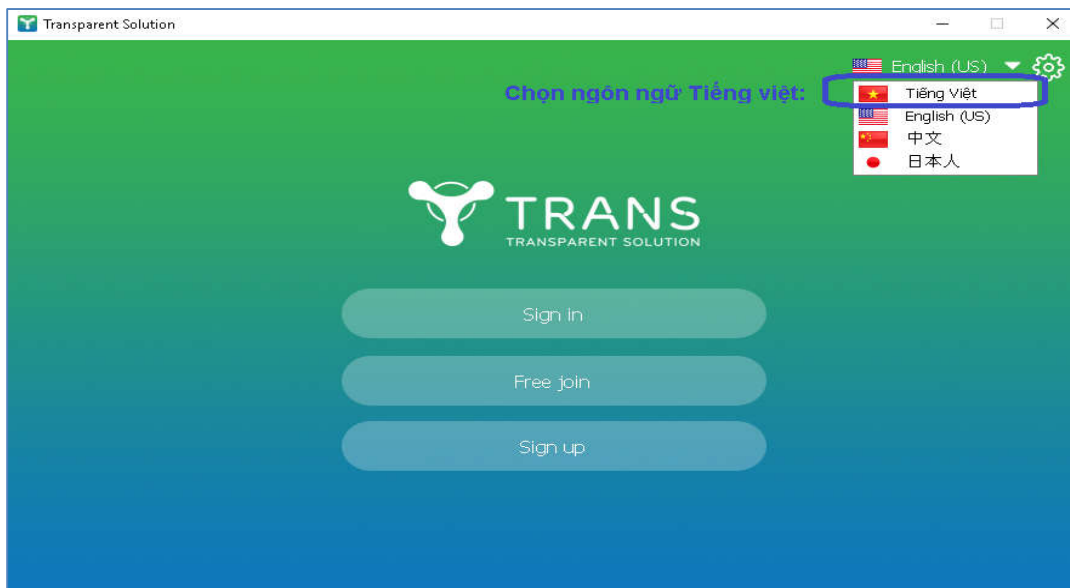 Transparent Solution
English (US)
Chọn ngôn ngữ Tiếng việt:
Tiếng Việt
English (US)
中文
日本人
TRANS
TRANSPARENT SOLUTION
Sign in
Free join
Sign up